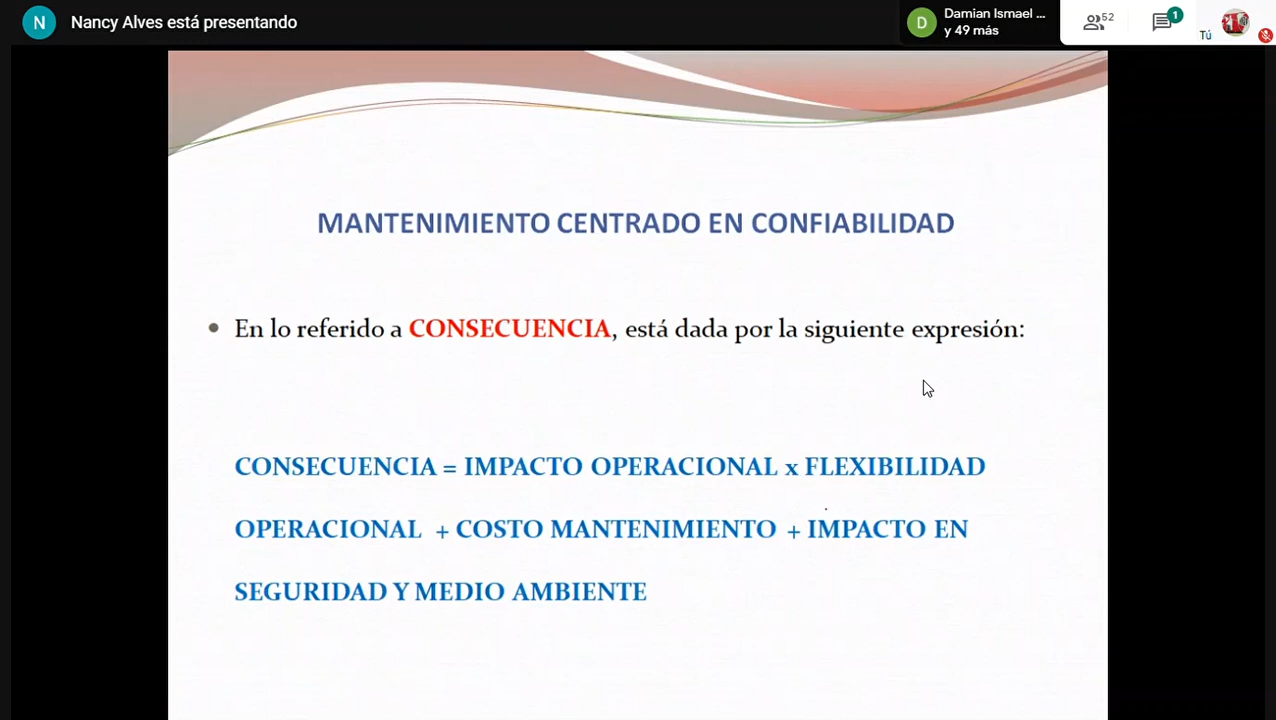 N Nancy Alves está presentando
D Damian Ismael ...
y 49 más
52
1
Tú
MANTENIMIENTO CENTRADO EN CONFIABILIDAD
• En lo referido a CONSECUENCIA, está dada por la siguiente expresión:
CONSECUENCIA = IMPACTO OPERACIONAL x FLEXIBILIDAD
OPERACIONAL + COSTO MANTENIMIENTO + IMPACTO EN
SEGURIDAD Y MEDIO AMBIENTE